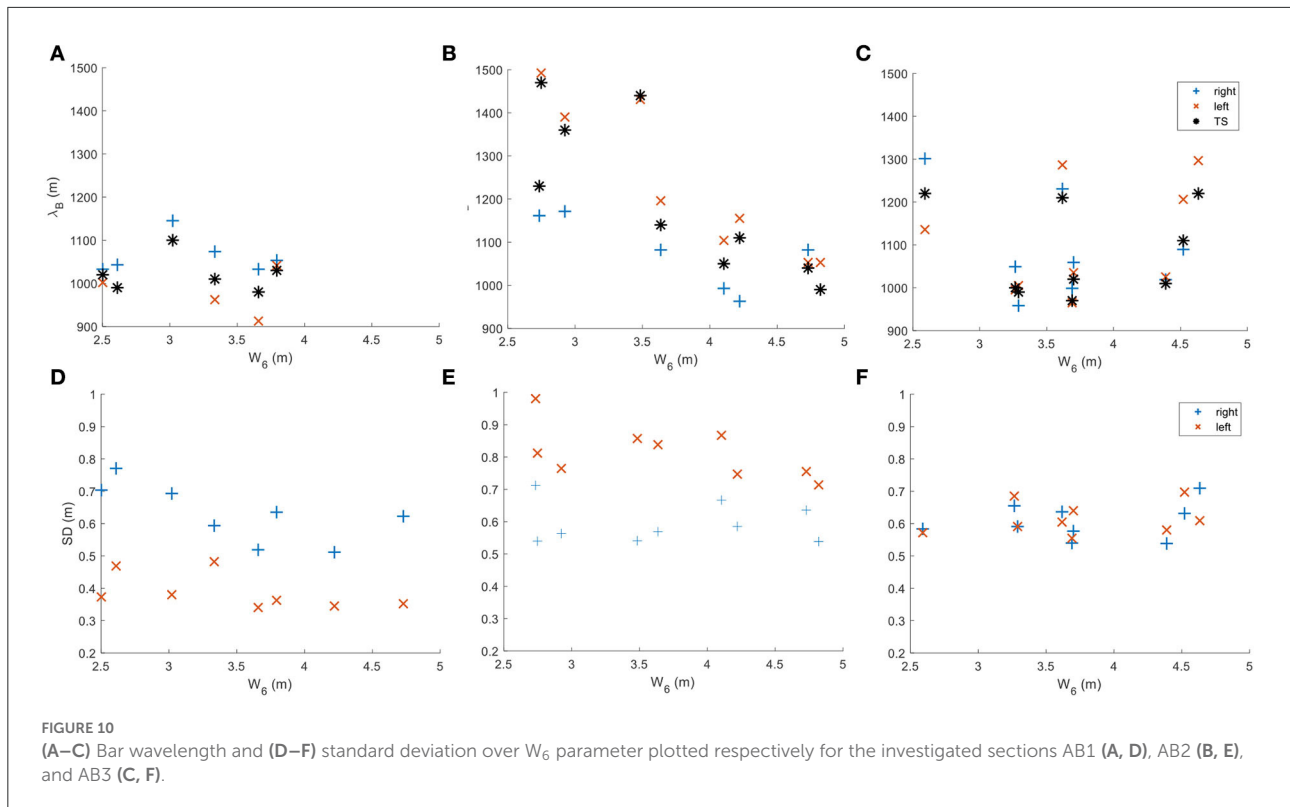 A
B
C
1500
1400
1300
1200
1100
1000
900
λ_B (m)
2.5 3 3.5 4 4.5 5
W_6 (m)
1500
1400
1300
1200
1100
1000
900
2.5 3 3.5 4 4.5 5
W_6 (m)
1500
1400
1300
1200
1100
1000
900
2.5 3 3.5 4 4.5 5
W_6 (m)
right
left
TS
D
E
F
1
0.9
0.8
0.7
0.6
0.5
0.4
0.3
0.2
SD (m)
2.5 3 3.5 4 4.5 5
W_6 (m)
1
0.9
0.8
0.7
0.6
0.5
0.4
0.3
0.2
2.5 3 3.5 4 4.5 5
W_6 (m)
1
0.9
0.8
0.7
0.6
0.5
0.4
0.3
0.2
2.5 3 3.5 4 4.5 5
W_6 (m)
right
left
FIGURE 10
(A–C) Bar wavelength and (D–F) standard deviation over W6 parameter plotted respectively for the investigated sections AB1 (A, D), AB2 (B, E),
and AB3 (C, F).